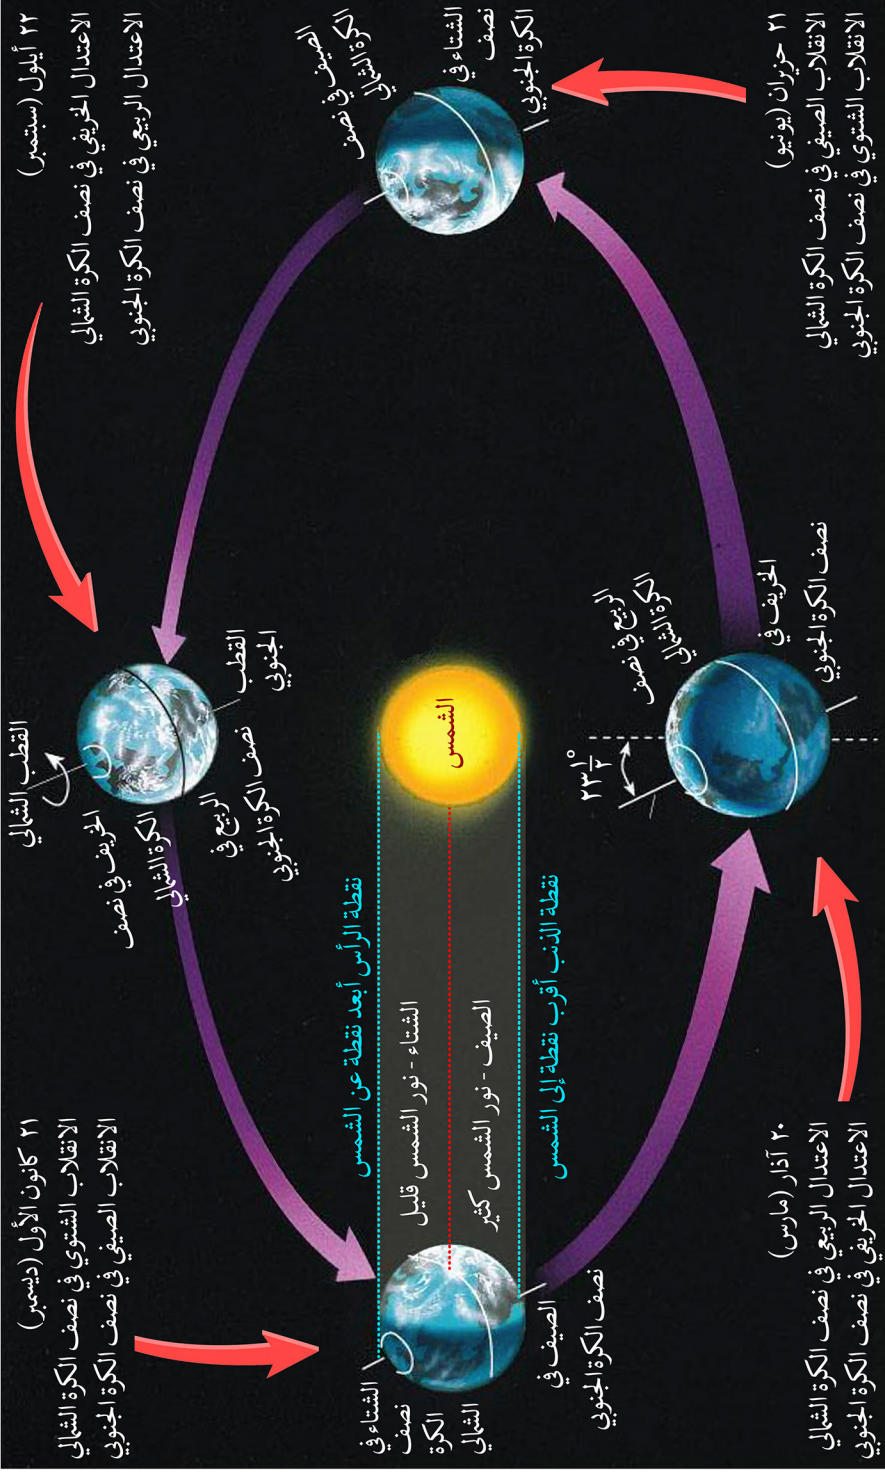 ٢٢ أيلول (سبتمبر)
الاعتدال الخريفي في نصف الكرة الشمالي
الاعتدال الربيعي في نصف الكرة الجنوبي
القطب الشمالي
الخريف في نصف
الكرة الشمالي
الربيع في
نصف الكرة الجنوبي
القطب
الجنوبي
٢١ كانون الأول (ديسمبر)
الانقلاب الشتوي في نصف الكرة الشمالي
الانقلاب الصيفي في نصف الكرة الجنوبي
الصيف في نصف
الكرة الشمالي
الشتاء في
نصف
الكرة الجنوبي
الشمس
نقطة الرأس أبعد نقطة عن الشمس
الشتاء - نور الشمس قليل
الصيف - نور الشمس كثير
نقطة الذنب أقرب نقطة إلى الشمس
الشتاء في
نصف
الكرة
الشمالي
الصيف في
نصف الكرة الجنوبي
٢٣ ١/٢°
الربيع في نصف
الكرة الشمالي
الخريف في
نصف الكرة الجنوبي
٢١ حزيران (يونيو)
الانقلاب الصيفي في نصف الكرة الشمالي
الانقلاب الشتوي في نصف الكرة الجنوبي
٢٠ آذار (مارس)
الاعتدال الربيعي في نصف الكرة الشمالي
الاعتدال الخريفي في نصف الكرة الجنوبي